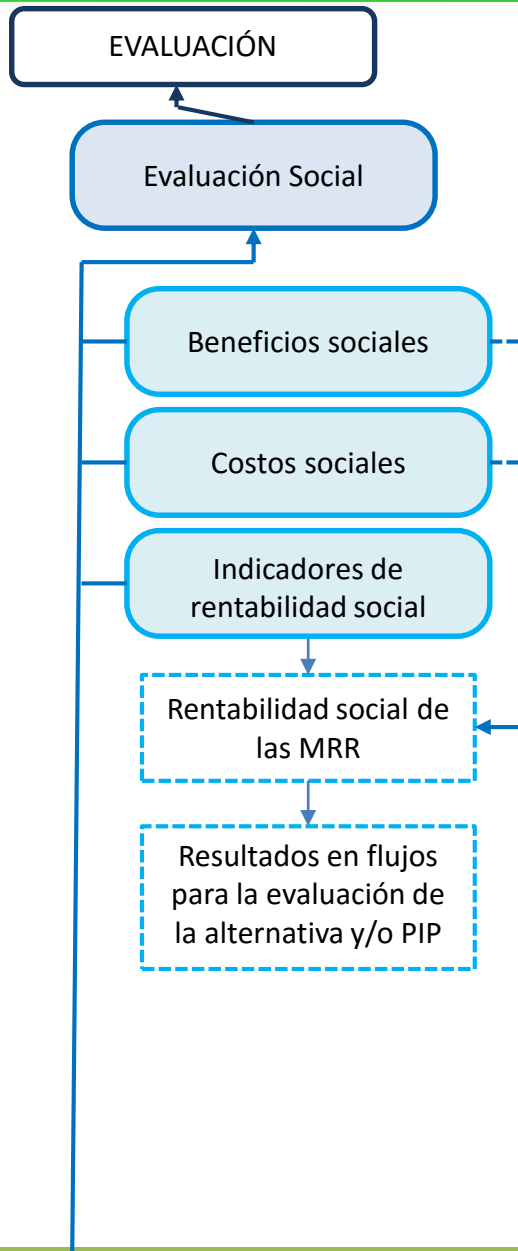 EVALUACIÓN
Evaluación Social
Beneficios sociales
Costos sociales
Indicadores de
rentabilidad social
Rentabilidad social de
las MRR
Resultados en flujos
para la evaluación de
la alternativa y/o PIP